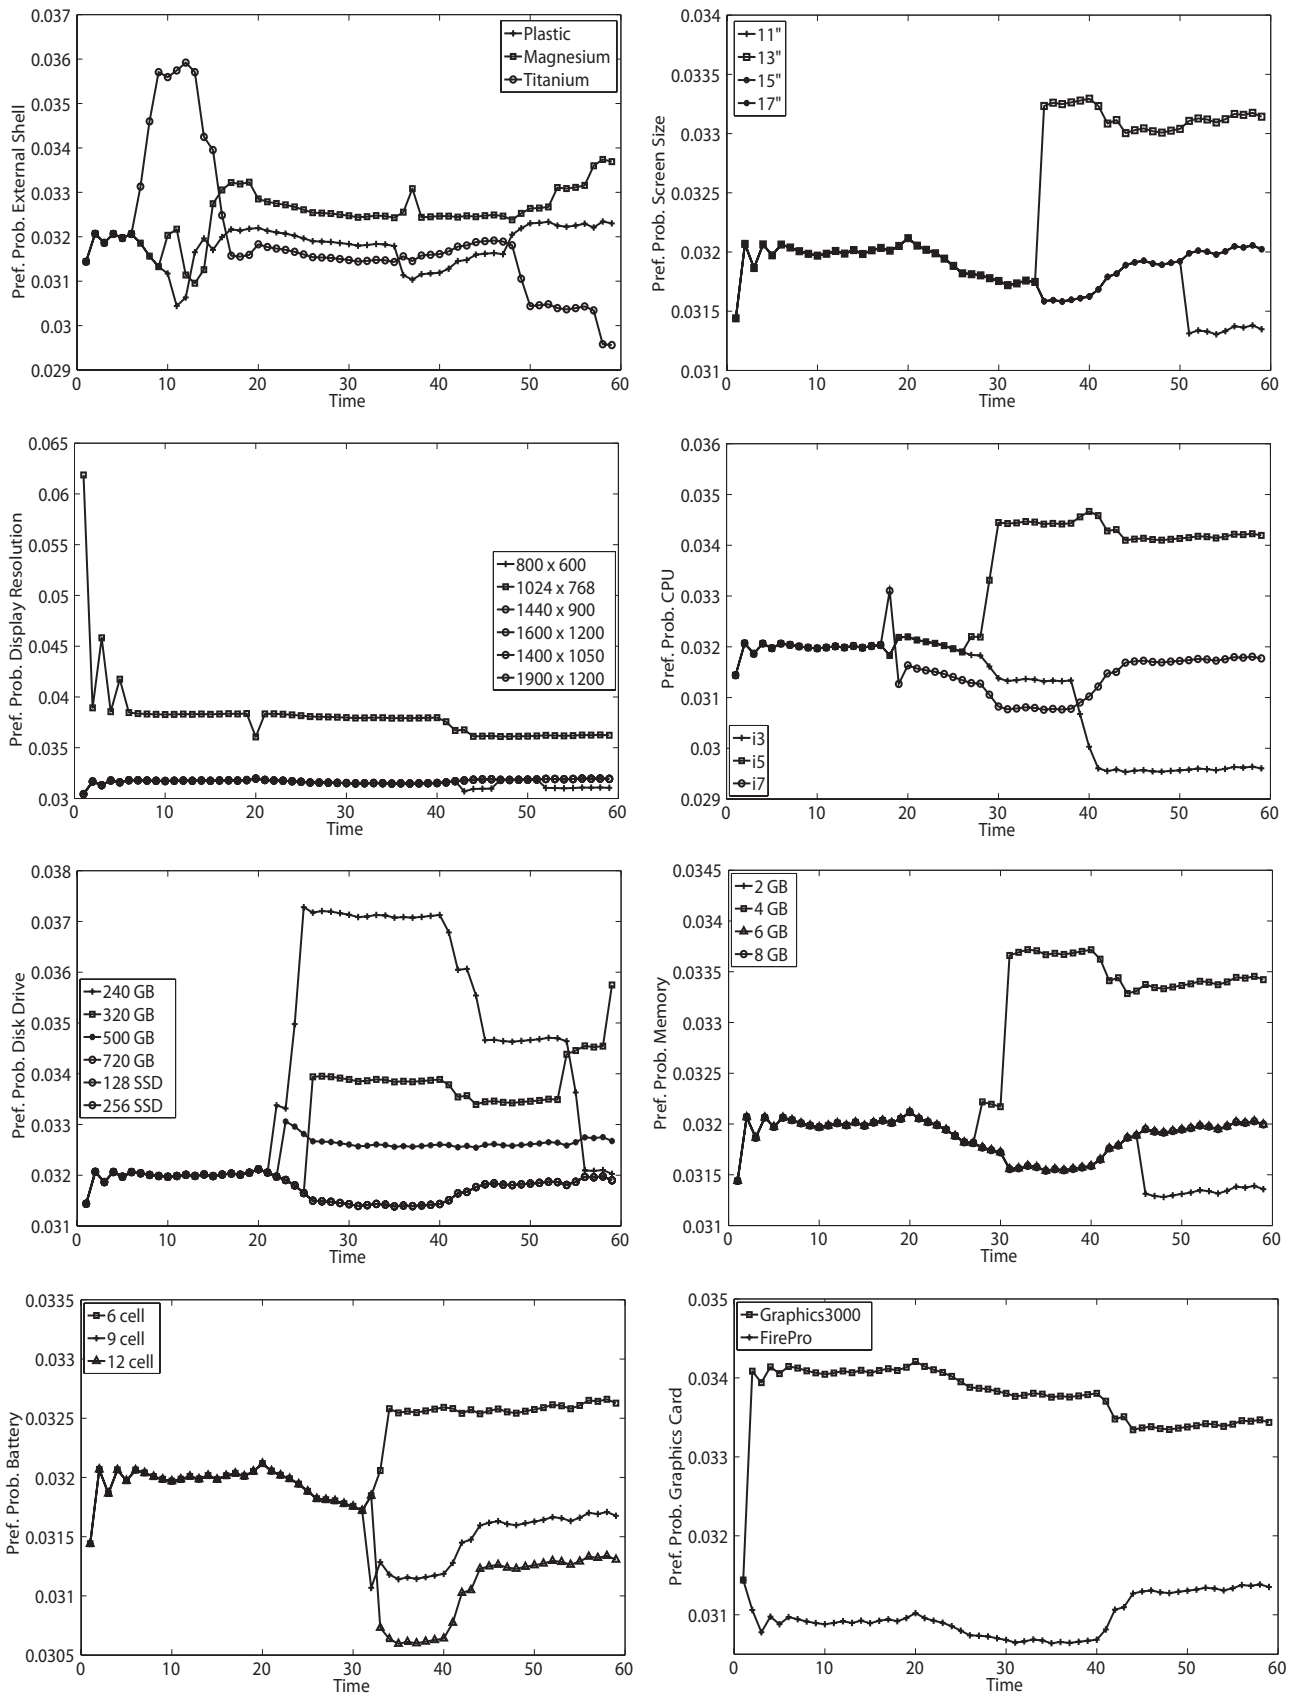 0.037
0.036
0.035
0.034
0.033
0.032
0.031
0.03
0.029
Pref. Prob. External Shell
Plastic
Magnesium
Titanium
0 10 20 30 40 50 60
Time
0.034
0.0335
0.033
0.0325
0.032
0.0315
0.031
Pref. Prob. Screen Size
11"
13"
15"
17"
0 10 20 30 40 50 60
Time
0.065
0.06
0.055
0.05
0.045
0.04
0.035
0.03
Pref. Prob. Display Resolution
800 x 600
1024 x 768
1440 x 900
1600 x 1200
1400 x 1050
1900 x 1200
0 10 20 30 40 50 60
Time
0.036
0.035
0.034
0.033
0.032
0.031
0.03
0.029
Pref. Prob. CPU
i3
i5
i7
0 10 20 30 40 50 60
Time
0.038
0.037
0.036
0.035
0.034
0.033
0.032
0.031
Pref. Prob. Disk Drive
240 GB
320 GB
500 GB
720 GB
128 SSD
256 SSD
0 10 20 30 40 50 60
Time
0.0345
0.034
0.0335
0.033
0.0325
0.032
0.0315
0.031
Pref. Prob. Memory
2 GB
4 GB
6 GB
8 GB
0 10 20 30 40 50 60
Time
0.0335
0.033
0.0325
0.032
0.0315
0.031
0.0305
Pref. Prob. Battery
6 cell
9 cell
12 cell
0 10 20 30 40 50 60
Time
0.035
0.034
0.033
0.032
0.031
Pref. Prob. Graphics Card
Graphics3000
FirePro
0 10 20 30 40 50 60
Time